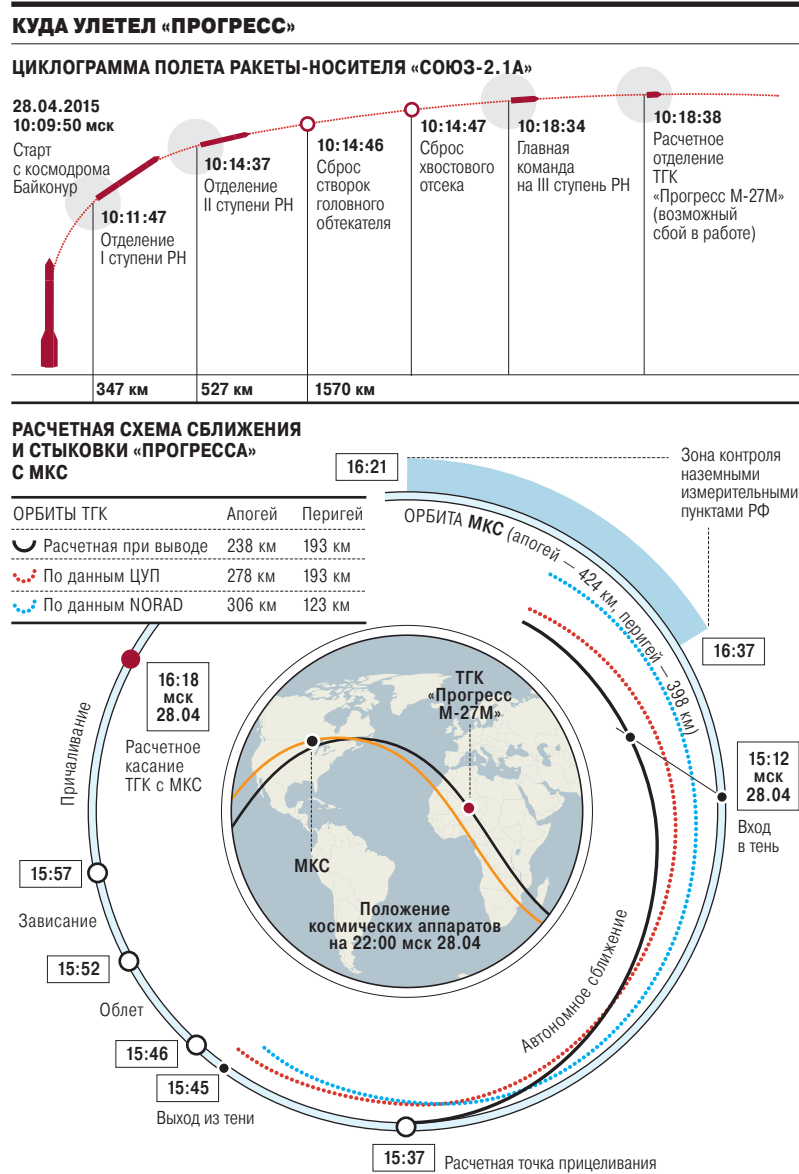 КУДА УЛЕТЕЛ «ПРОГРЕСС»
ЦИКЛОГРАММА ПОЛЕТА РАКЕТЫ-НОСИТЕЛЯ «СОЮЗ-2.1А»
28.04.2015
10:09:50 мск
Старт
с космодрома
Байконур
10:11:47
Отделение
I ступени РН
10:14:37
Отделение
II ступени РН
10:14:46
Сброс
створок
головного
обтекателя
10:14:47
Сброс
хвостового
отсека
10:18:34
Главная
команда
на III ступень РН
10:18:38
Расчетное
отделение
ТГК
«Прогресс М-27М»
(возможный
сбой в работе)
347 км
527 км
1570 км
РАСЧЕТНАЯ СХЕМА СБЛИЖЕНИЯ
И СТЫКОВКИ «ПРОГРЕССА»
С МКС
ОРБИТЫ ТГК Апогей Перигей
Расчетная при выводе 238 км 193 км
По данным ЦУП 278 км 193 км
По данным NORAD 306 км 123 км
16:21
Зона контроля
наземными
измерительными
пунктами РФ
ОРБИТА МКС (апогей — 424 км, перигей — 398 км)
16:37
16:18
мск
28.04
Расчетное
касание
ТГК с МКС
Причаливание
ТГК
«Прогресс
М-27М»
МКС
Положение
космических аппаратов
на 22:00 мск 28.04
15:12
мск
28.04
Вход
в тень
15:57
Зависание
15:52
Облет
15:46
15:45
Выход из тени
Автономное сближение
15:37
Расчетная точка прицеливания